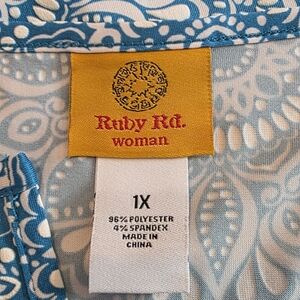 Ruby Rd.
woman
1X
96% POLYESTER
4% SPANDEX
MADE IN
CHINA